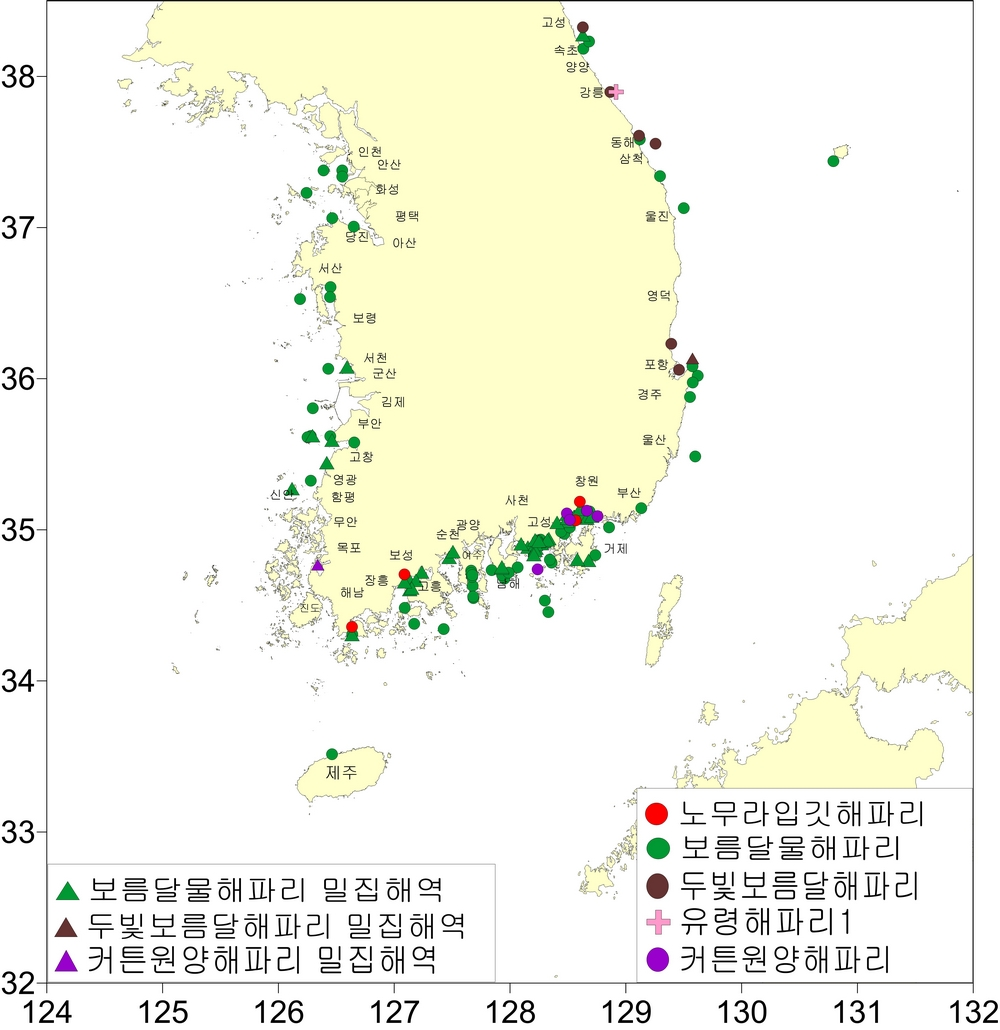 고성
속초
양양
38
강릉
동해
삼척
인천
안산
화성
37
평택
울진
당진
아산
서산
영덕
보령
서천
포항
36
군산
경주
김제
부안
울산
고창
영광
창원
신안
함평
사천
부산
35
무안
광양
고성
순천
목포
보성
여수
거제
장흥
고흥
남해
해남
진도
34
제주
33
노무라입깃해파리
보름달물해파리
두빛보름달해파리
유령해파리1
커튼원양해파리
보름달물해파리 밀집해역
두빛보름달해파리 밀집해역
커튼원양해파리 밀집해역
32
124 125 126 127 128 129 130 131 132